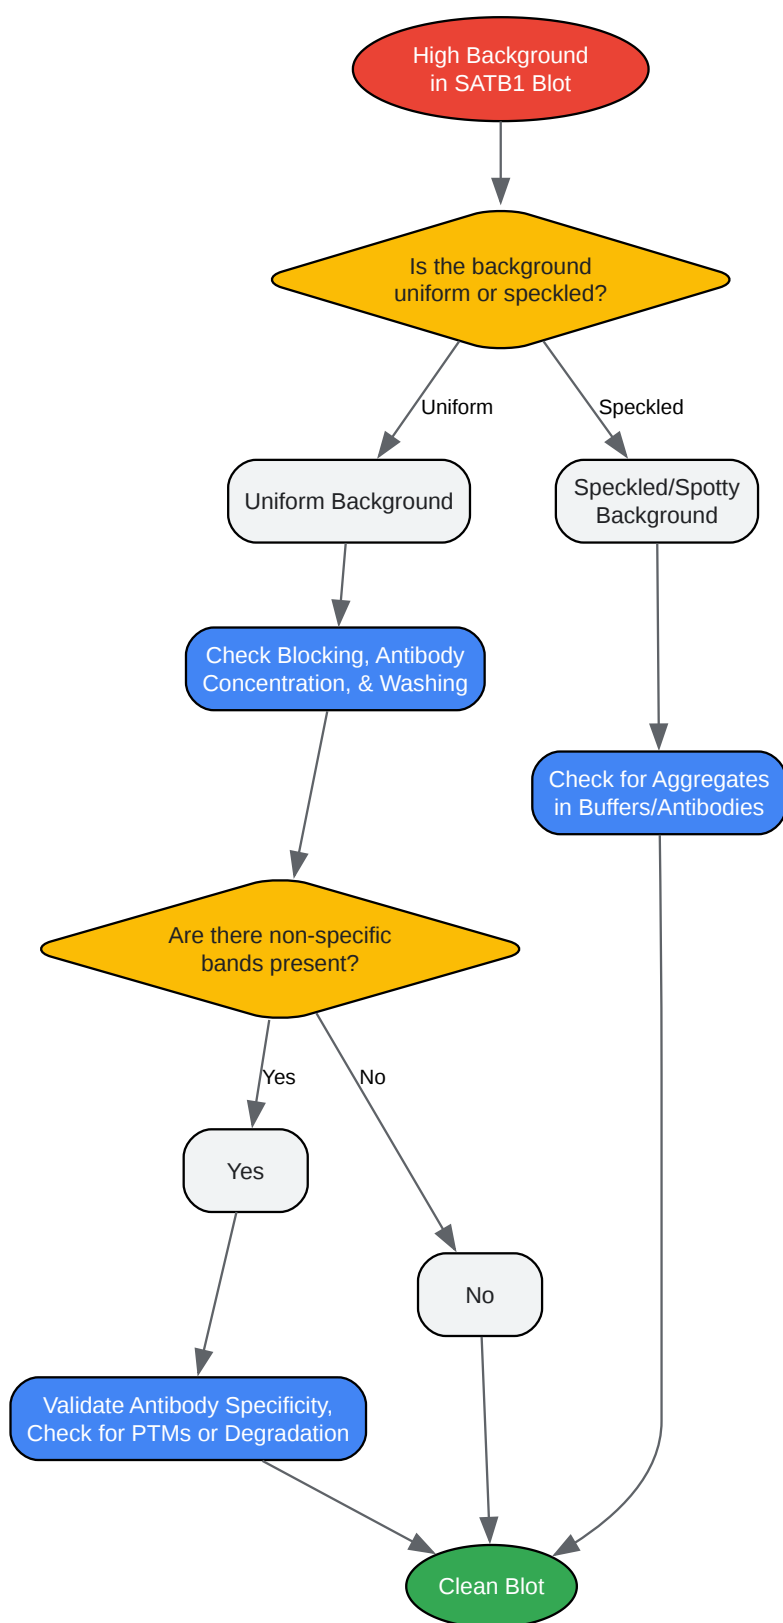 High Background
in SATB1 Blot
Is the background
uniform or speckled?
Uniform
Speckled
Uniform Background
Speckled/Spotty
Background
Check Blocking, Antibody
Concentration, & Washing
Check for Aggregates
in Buffers/Antibodies
Are there non-specific
bands present?
Yes
No
Yes
No
Validate Antibody Specificity,
Check for PTMs or Degradation
Clean Blot